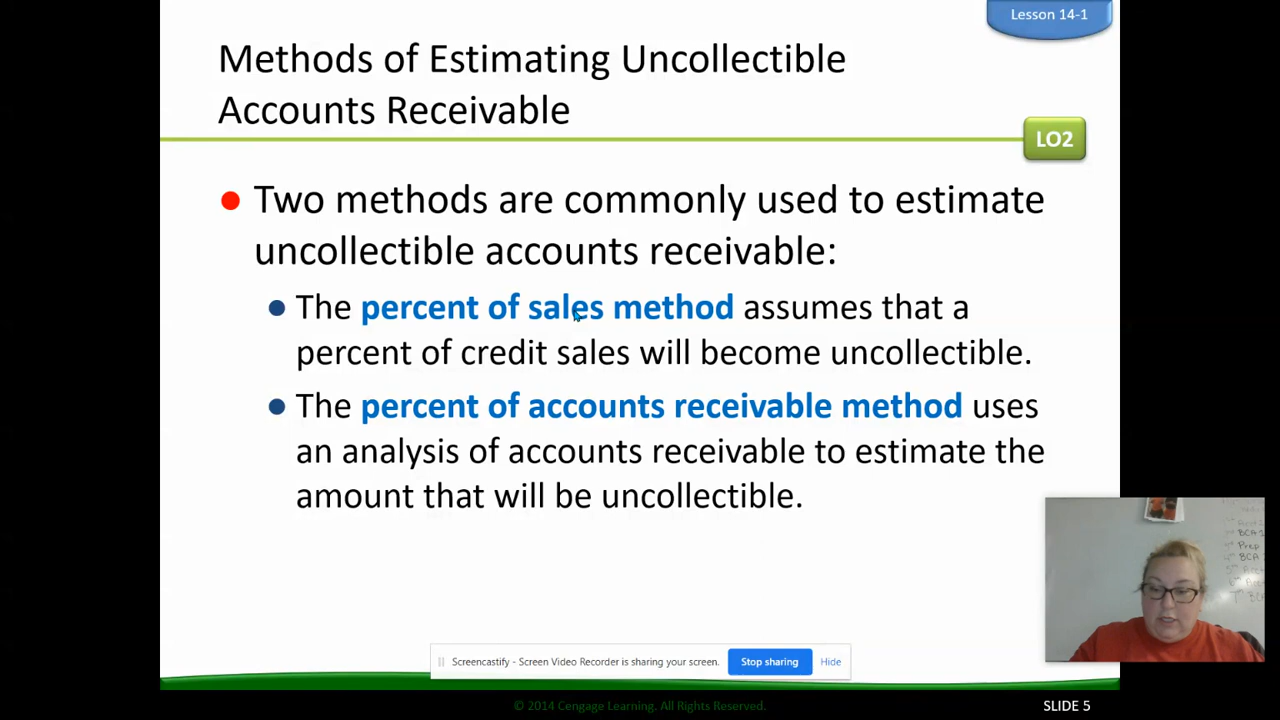 Lesson 14-1
Methods of Estimating Uncollectible
Accounts Receivable
LO2
Two methods are commonly used to estimate
uncollectible accounts receivable:
The percent of sales method assumes that a
percent of credit sales will become uncollectible.
The percent of accounts receivable method uses
an analysis of accounts receivable to estimate the
amount that will be uncollectible.
BCA
Prep
BCA
Screencastify - Screen Video Recorder is sharing your screen.
Stop sharing
Hide
© 2014 Cengage Learning. All Rights Reserved.
SLIDE 5